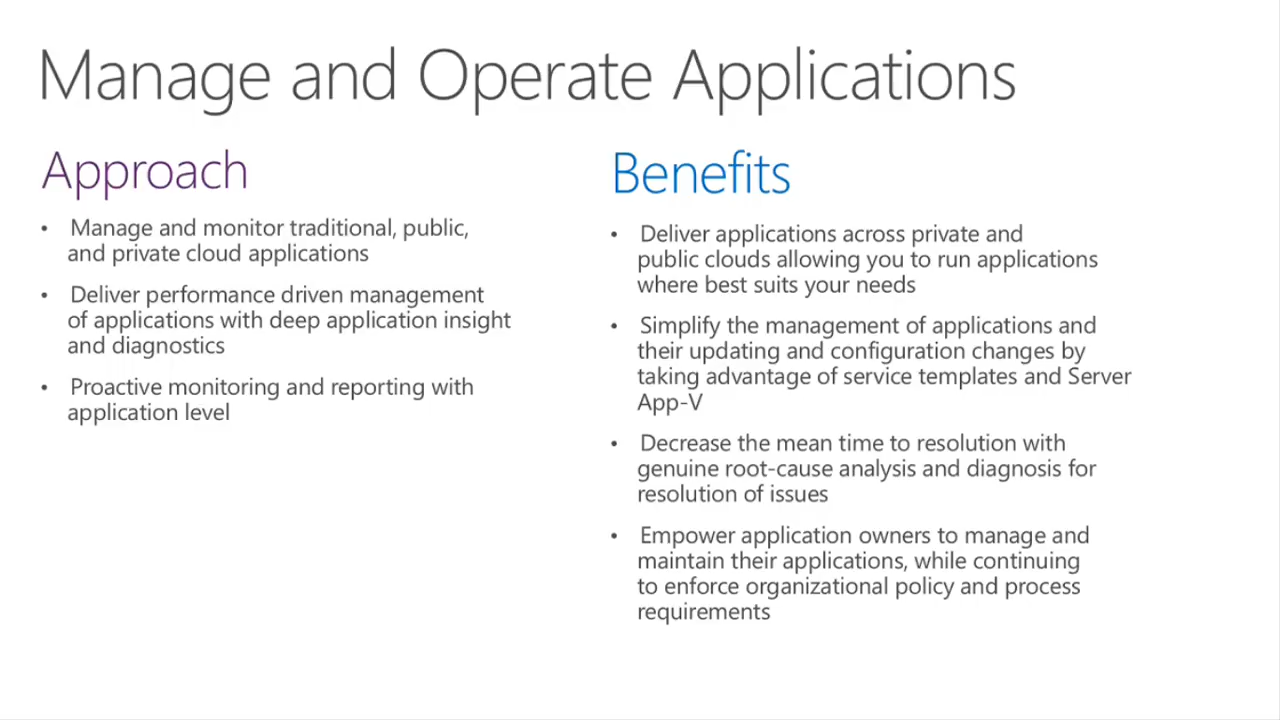 Manage and Operate Applications
Approach
• Manage and monitor traditional, public,
and private cloud applications
• Deliver performance driven management
of applications with deep application insight
and diagnostics
• Proactive monitoring and reporting with
application level
Benefits
• Deliver applications across private and
public clouds allowing you to run applications
where best suits your needs
• Simplify the management of applications and
their updating and configuration changes by
taking advantage of service templates and Server
App-V
• Decrease the mean time to resolution with
genuine root-cause analysis and diagnosis for
resolution of issues
• Empower application owners to manage and
maintain their applications, while continuing
to enforce organizational policy and process
requirements